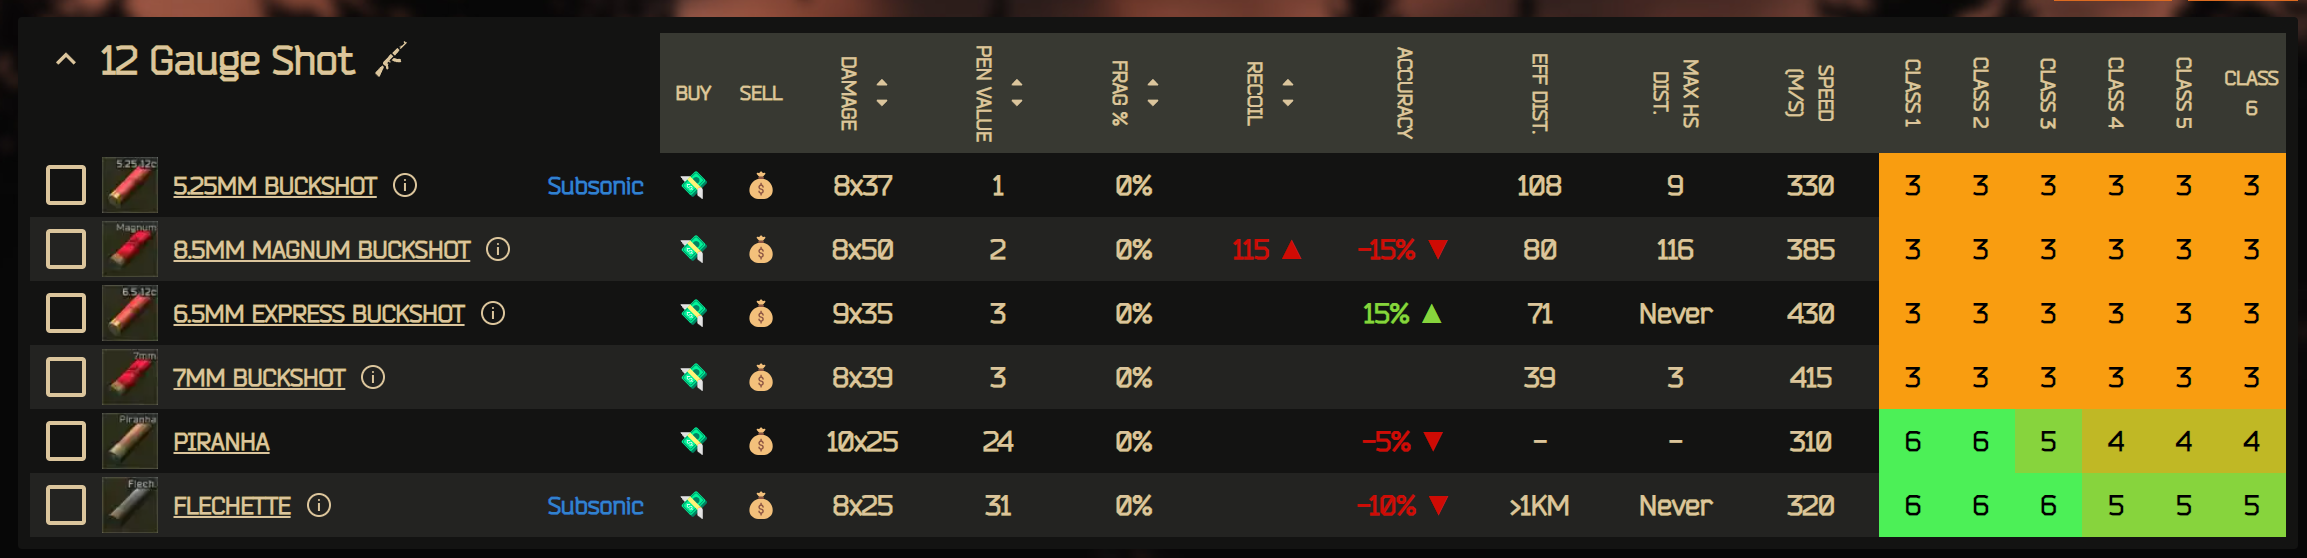 12 Gauge Shot
BUY SELL DAMAGE PEN VALUE FRAG % RECOIL ACCURACY EFF DIST. MAX HS DIST. SPEED (M/S) CLASS 1 CLASS 2 CLASS 3 CLASS 4 CLASS 5 CLASS 6
5.25.12c 5.25MM BUCKSHOT Subsonic 8x37 1 0% 108 9 330 3 3 3 3 3 3
Magnum 8.5MM MAGNUM BUCKSHOT 8x50 2 0% 115 ▲ -15% ▼ 80 116 385 3 3 3 3 3 3
6.5.12c 6.5MM EXPRESS BUCKSHOT 9x35 3 0% 15% ▲ 71 Never 430 3 3 3 3 3 3
7mm 7MM BUCKSHOT 8x39 3 0% 39 3 415 3 3 3 3 3 3
Piranha PIRANHA 10x25 24 0% -5% ▼ - - 310 6 6 5 4 4 4
Flech. FLECHETTE Subsonic 8x25 31 0% -10% ▼ >1KM Never 320 6 6 6 5 5 5